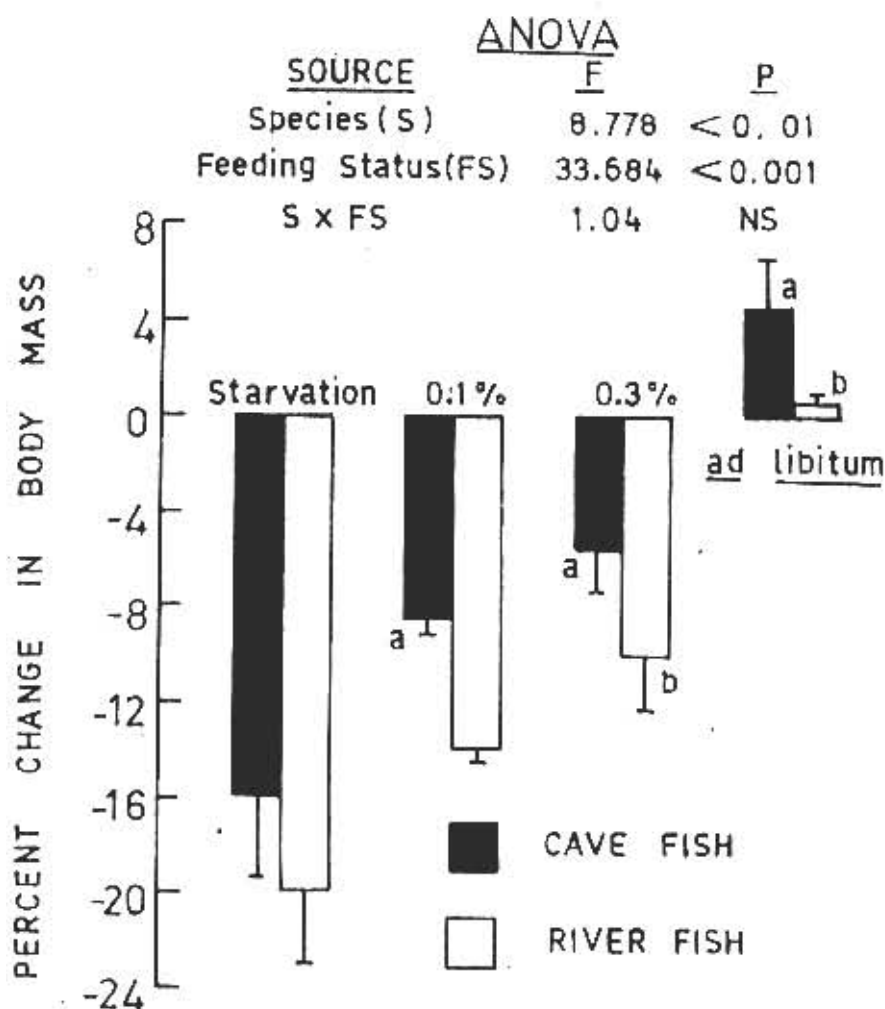 ANOVA
SOURCE F P
Species(S) 8.778 <0.01
Feeding Status(FS) 33.684 <0.001
S x FS 1.04 NS
PERCENT CHANGE IN BODY MASS
8
4
0
-4
-8
-12
-16
-20
-24
Starvation 0.1% 0.3%
ad libitum
a
b
a
a
b
CAVE FISH
RIVER FISH